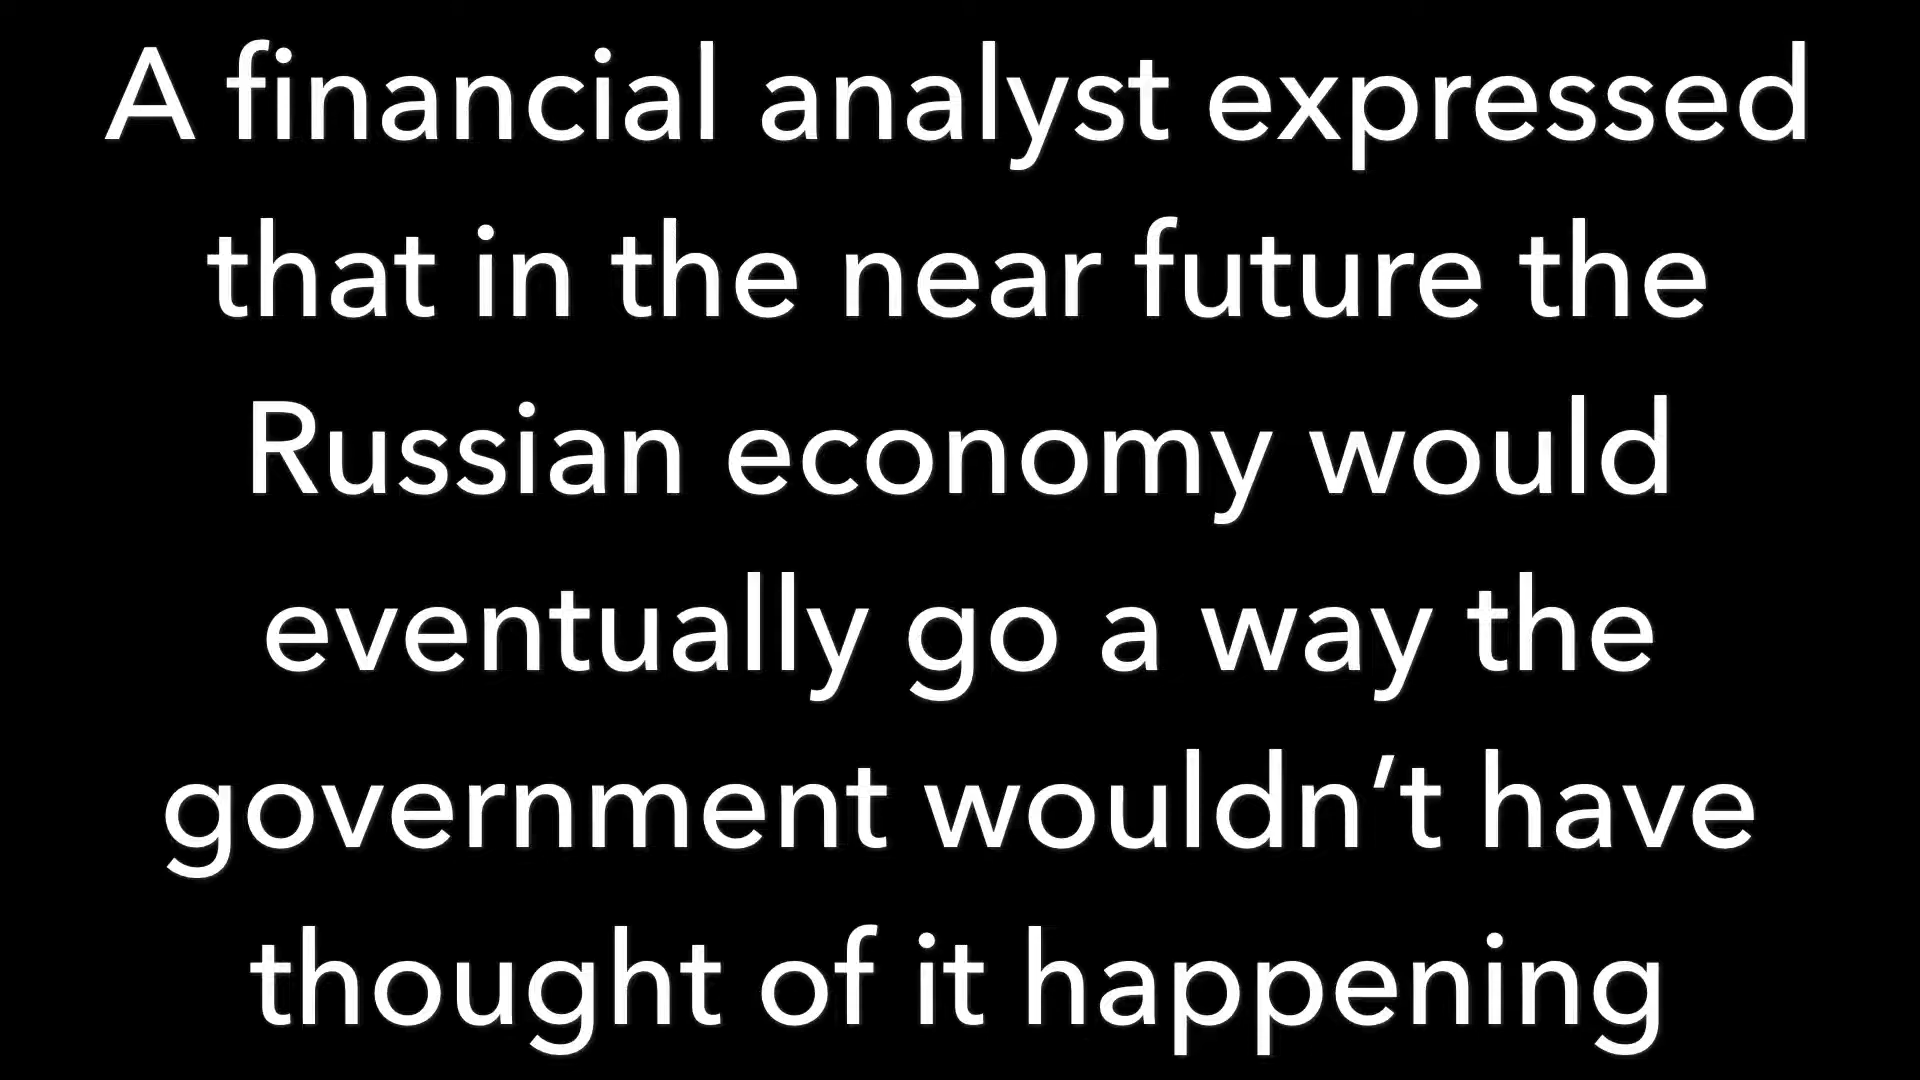 A financial analyst expressed
that in the near future the
Russian economy would
eventually go a way the
government wouldn’t have
thought of it happening